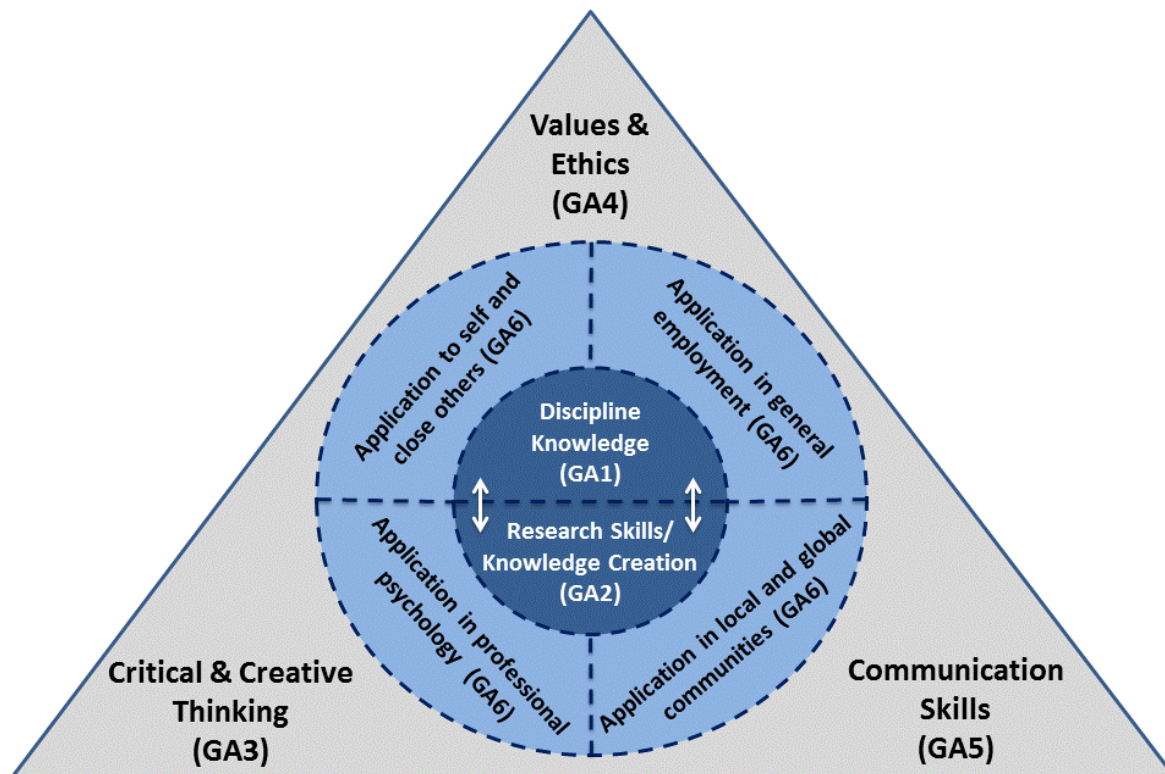 Values &
Ethics
(GA4)
Application to self and
close others (GA6)
Application in general
employment (GA6)
Discipline
Knowledge
(GA1)
Research Skills/
Knowledge Creation
(GA2)
Application in professional
psychology (GA6)
Application in local and global
communities (GA6)
Critical & Creative
Thinking
(GA3)
Communication
Skills
(GA5)